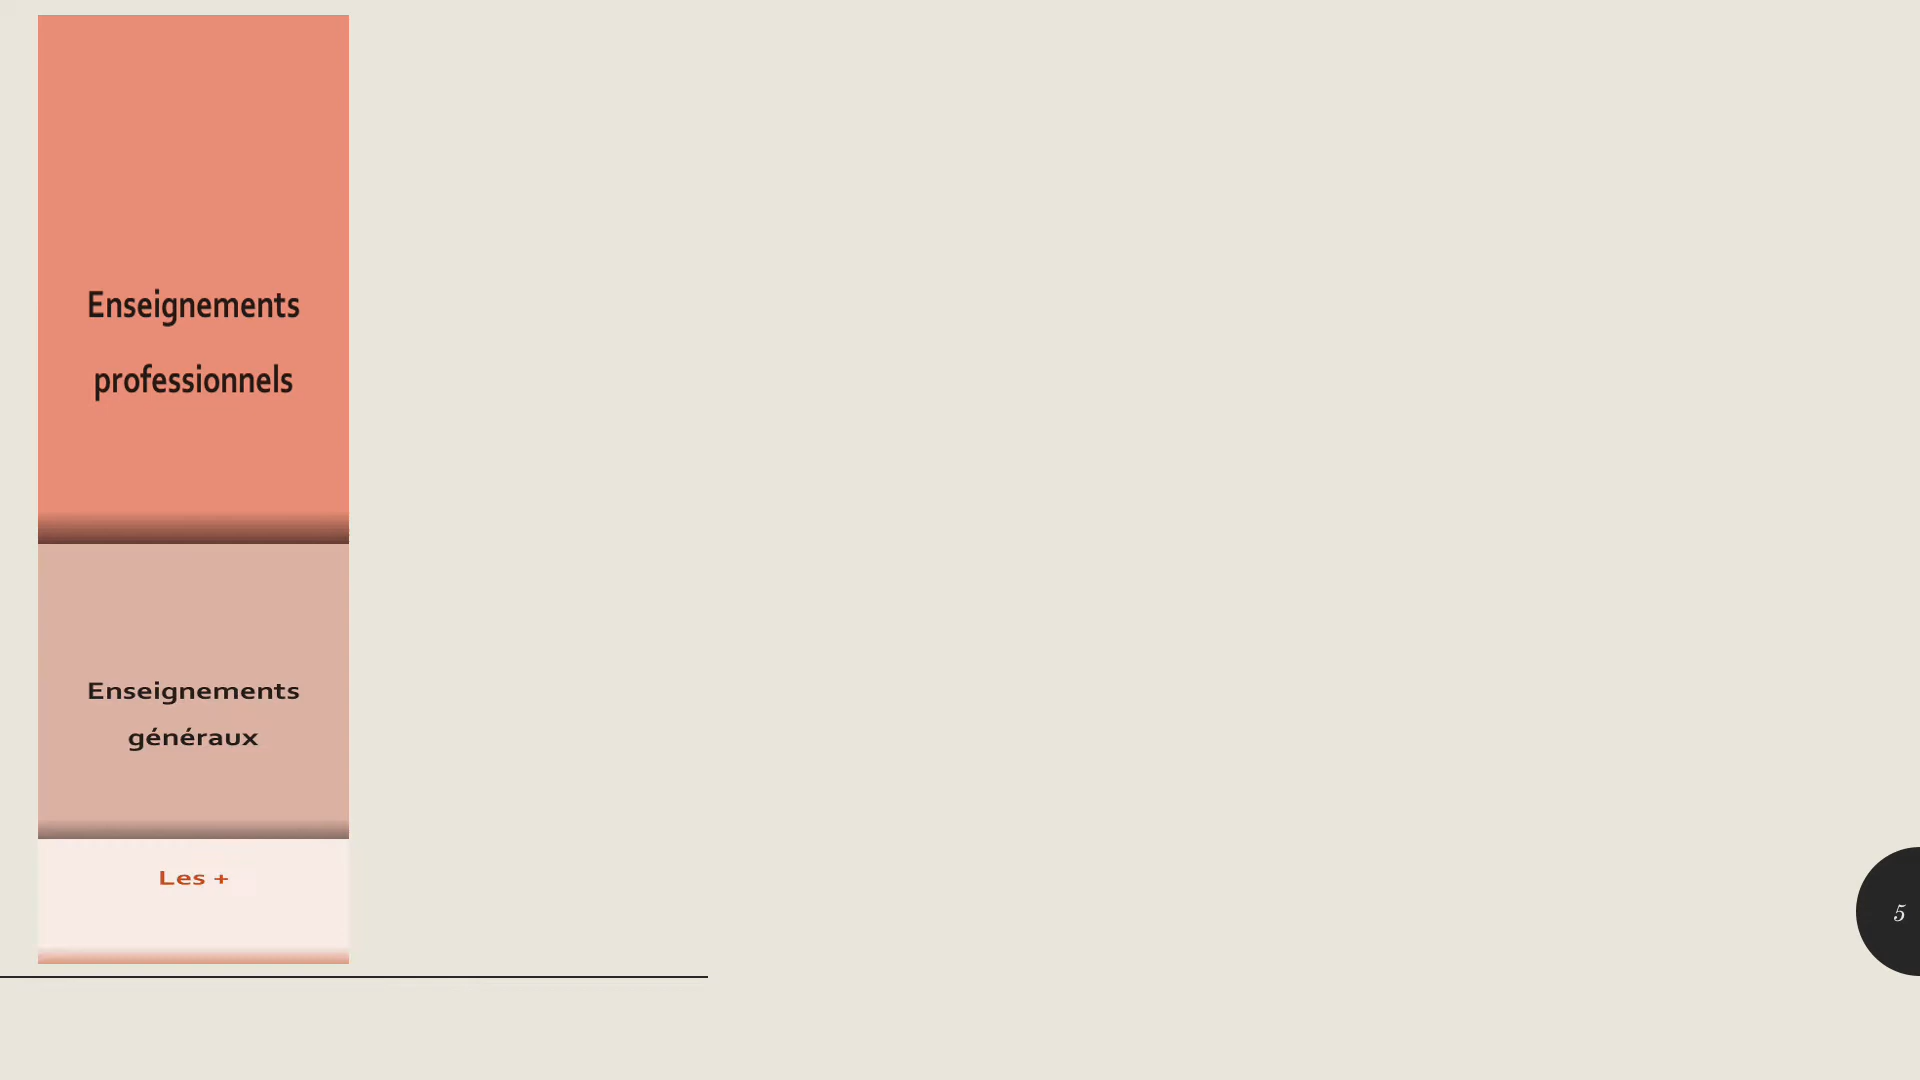 Enseignements
professionnels
Enseignements
généraux
Les +
5